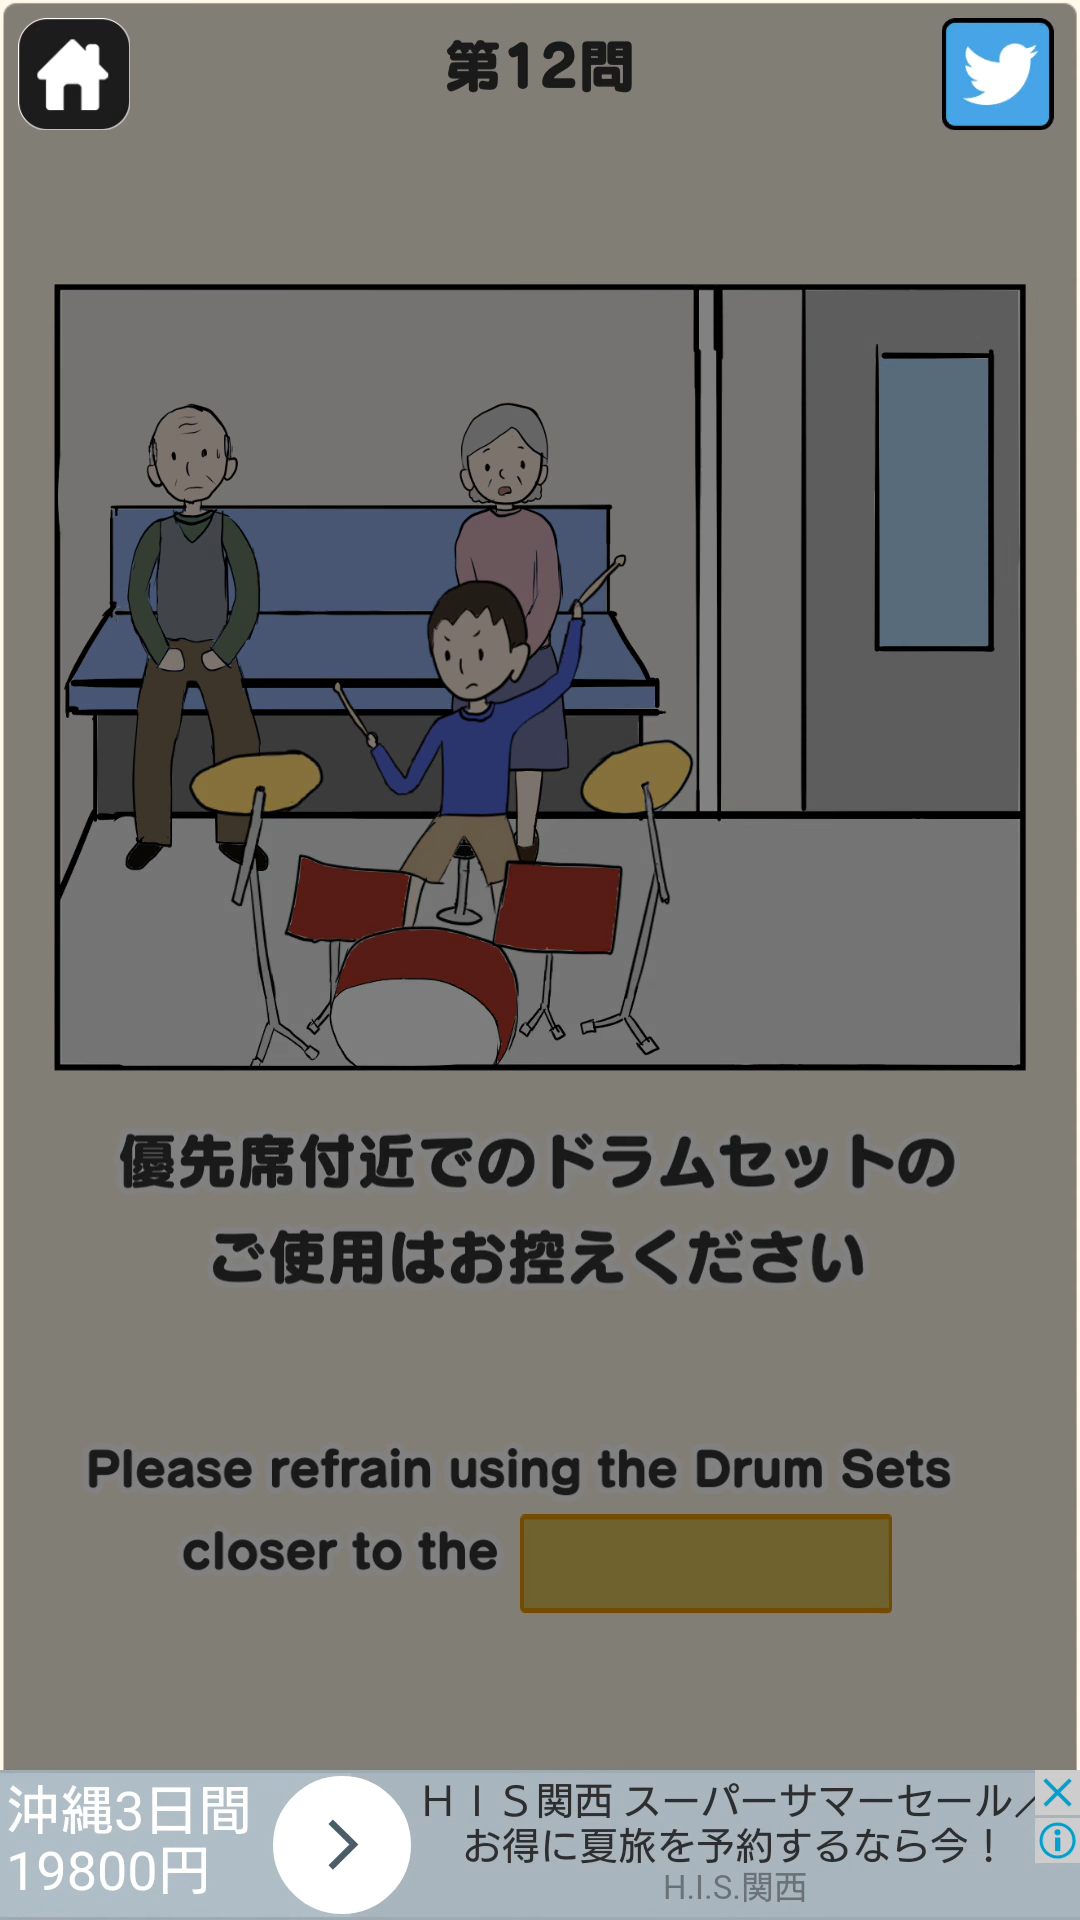 第12問
優先席付近でのドラムセットの
ご使用はお控えください
Please refrain using the Drum Sets
closer to the
沖縄3日間
19800円
ＨＩＳ関西 スーパーサマーセール／
お得に夏旅を予約するなら今！
H.I.S.関西